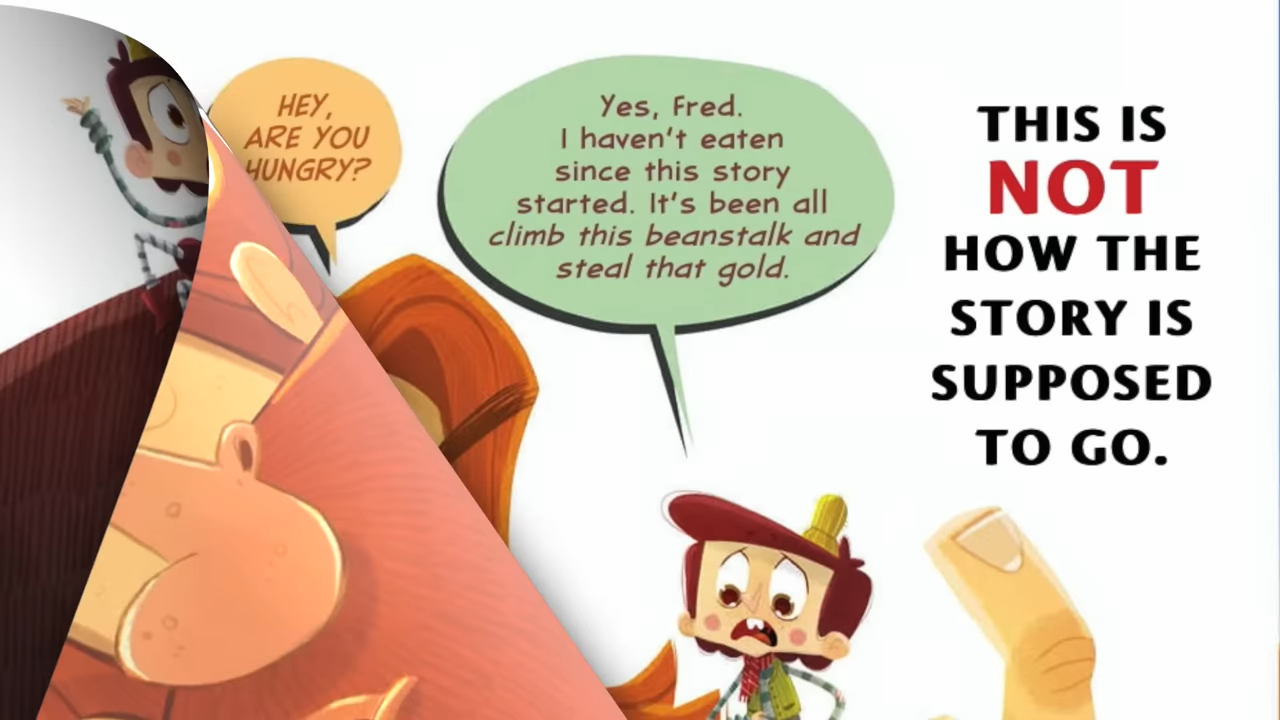 HEY,
ARE YOU
HUNGRY?
Yes, Fred.
I haven't eaten
since this story
started. It's been all
climb this beanstalk and
steal that gold.
THIS IS
NOT
HOW THE
STORY IS
SUPPOSED
TO GO.